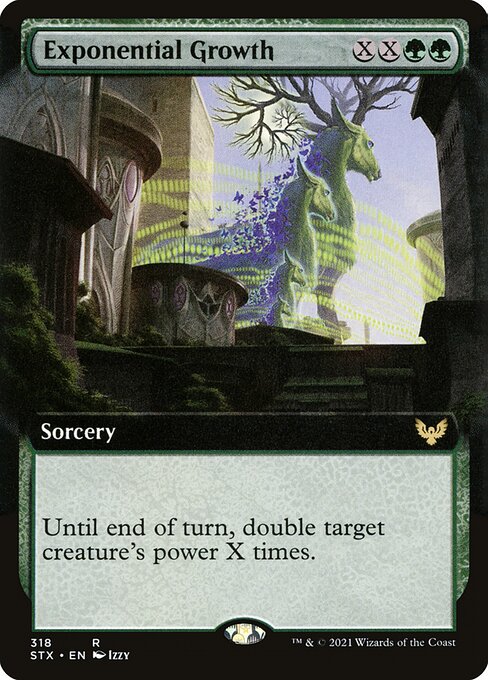 Exponential Growth XX
Sorcery
Until end of turn, double target
creature's power X times.
318 R
STX • EN Izzy
™ & © 2021 Wizards of the Coast